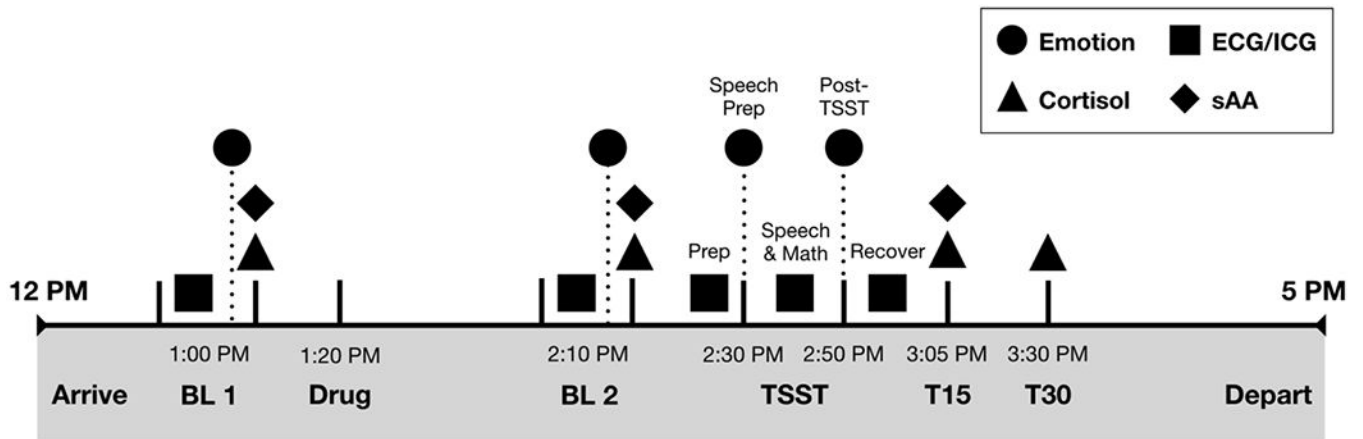 Emotion
ECG/ICG
Cortisol
sAA
Speech
Prep
Post-
TSST
Prep
Speech
& Math
Recover
12 PM
5 PM
1:00 PM
1:20 PM
2:10 PM
2:30 PM
2:50 PM
3:05 PM
3:30 PM
Arrive
BL 1
Drug
BL 2
TSST
T15
T30
Depart